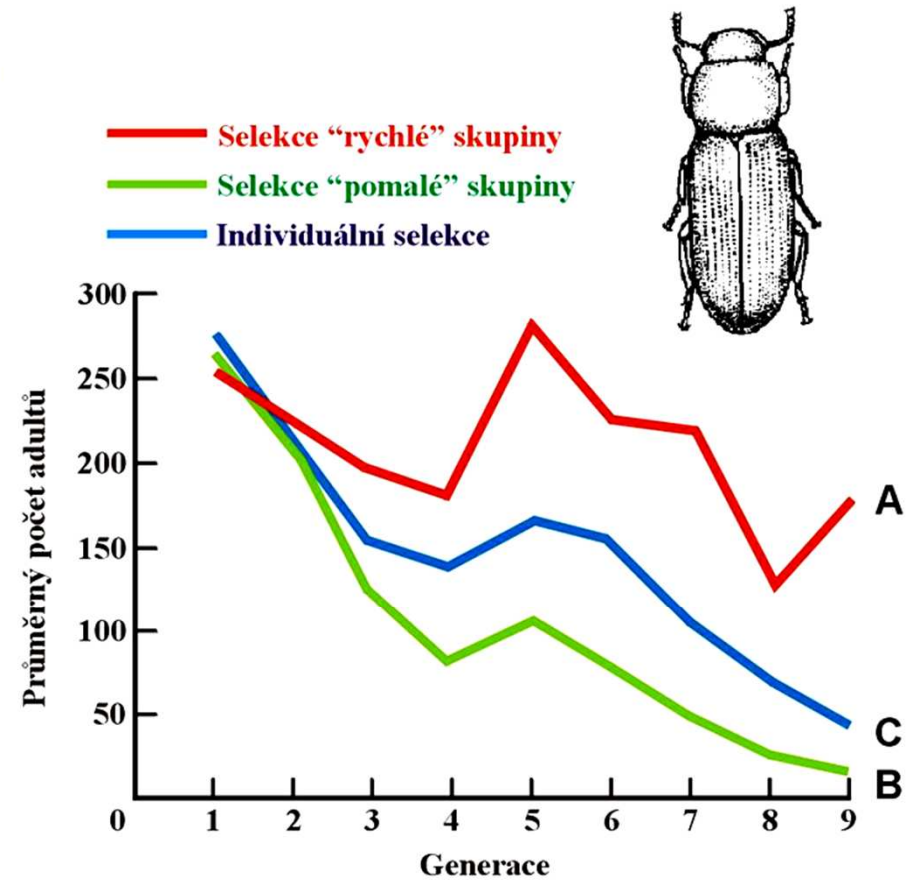 Selekce “rychlé” skupiny
Selekce “pomalé” skupiny
Individuální selekce
300
250
200
150
100
50
0 1 2 3 4 5 6 7 8 9
Průměrný počet adultů
Generace
A
C
B